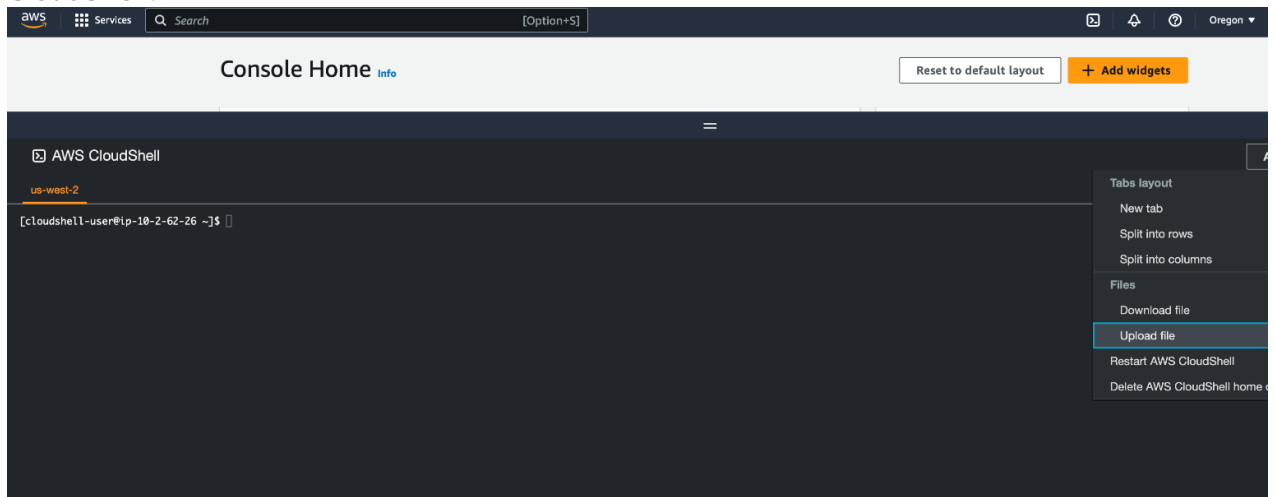 aws Services Search [Option+S] Oregon
Console Home Info Reset to default layout + Add widgets
AWS CloudShell
us-west-2
[cloudshell-user@ip-10-2-62-26 ~]$
Tabs layout
New tab
Split into rows
Split into columns
Files
Download file
Upload file
Restart AWS CloudShell
Delete AWS CloudShell home